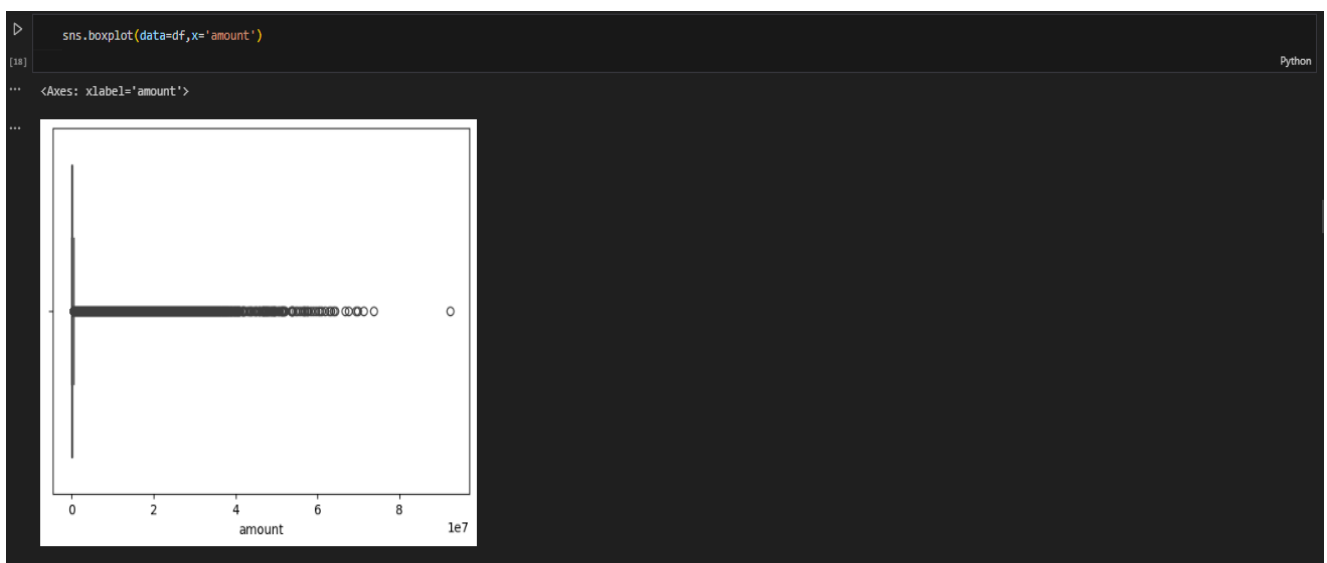 sns.boxplot(data=df,x='amount')
[18]
Python
<Axes: xlabel='amount'>
0 2 4 6 8
1e7
amount